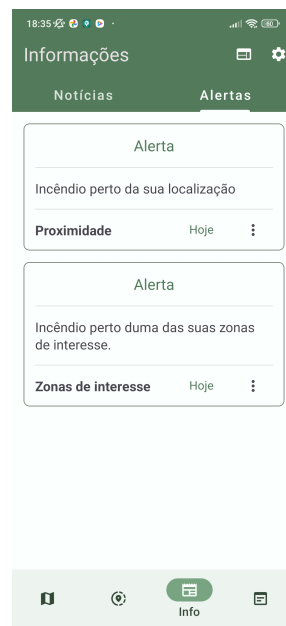 18:35
Informações
Notícias
Alertas
Alerta
Incêndio perto da sua localização
Proximidade
Hoje
Alerta
Incêndio perto duma das suas zonas
de interesse.
Zonas de interesse
Hoje
Info